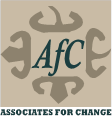 AfC
ASSOCIATES FOR CHANGE